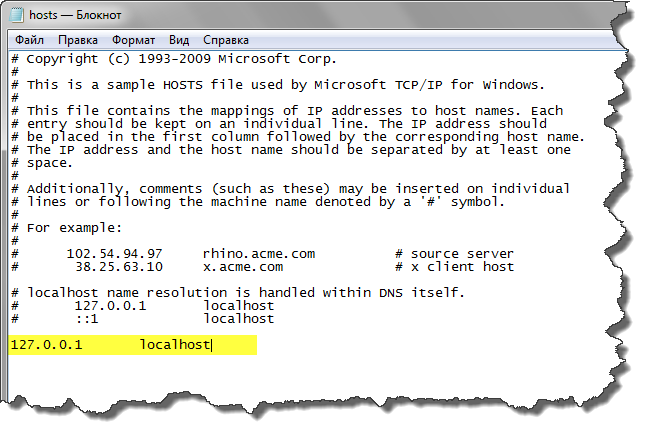 hosts — Блокнот
Файл Правка Формат Вид Справка
# Copyright (c) 1993-2009 Microsoft Corp.
#
# This is a sample HOSTS file used by Microsoft TCP/IP for Windows.
#
# This file contains the mappings of IP addresses to host names. Each
# entry should be kept on an individual line. The IP address should
# be placed in the first column followed by the corresponding host name.
# The IP address and the host name should be separated by at least one
# space.
#
# Additionally, comments (such as these) may be inserted on individual
# lines or following the machine name denoted by a '#' symbol.
#
# For example:
#
#      102.54.94.97     rhino.acme.com          # source server
#       38.25.63.10     x.acme.com              # x client host

# localhost name resolution is handled within DNS itself.
#       127.0.0.1       localhost
#       ::1             localhost

127.0.0.1       localhost